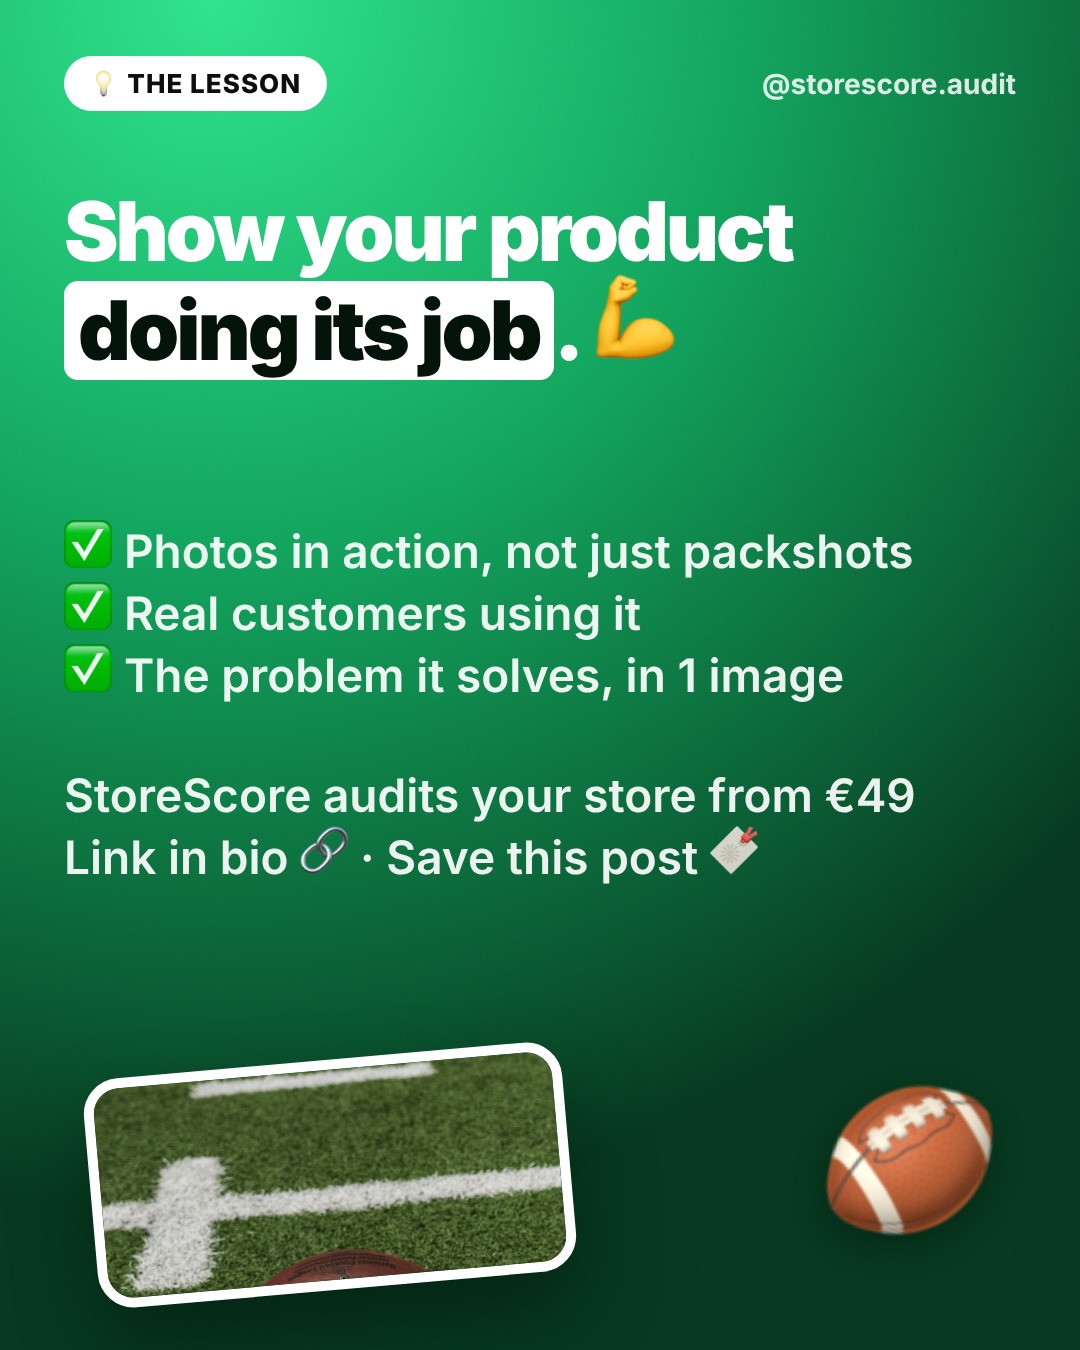 💡 THE LESSON
@storescore.audit
Show your product
doing its job. 💪
✅ Photos in action, not just packshots
✅ Real customers using it
✅ The problem it solves, in 1 image
StoreScore audits your store from €49
Link in bio 🔗 · Save this post 🔖